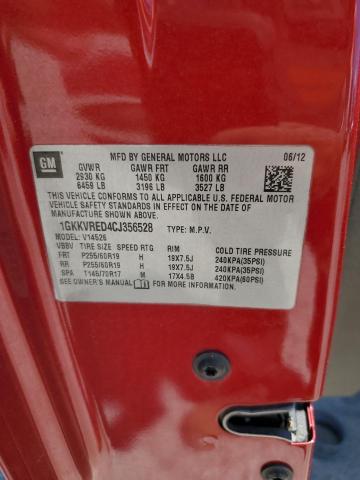 GM
MFD BY GENERAL MOTORS LLC 06/12
GVWR GAWR FRT GAWR RR
2930 KG 1450 KG 1600 KG
6459 LB 3196 LB 3527 LB
THIS VEHICLE CONFORMS TO ALL APPLICABLE U.S. FEDERAL MOTOR
VEHICLE SAFETY STANDARDS IN EFFECT ON THE DATE OF
MANUFACTURE SHOWN ABOVE.
1GKKVRED4CJ356528 TYPE: M.P.V.
MODEL: V14526
VBBV TIRE SIZE SPEED RTG RIM COLD TIRE PRESSURE
FRT P255/60R19 H 19X7.5J 240KPA(35PSI)
RR P255/60R19 H 19X7.5J 240KPA(35PSI)
SPA T145/70R17 M 17X4.5B 420KPA(60PSI)
SEE OWNER'S MANUAL FOR MORE INFORMATION.